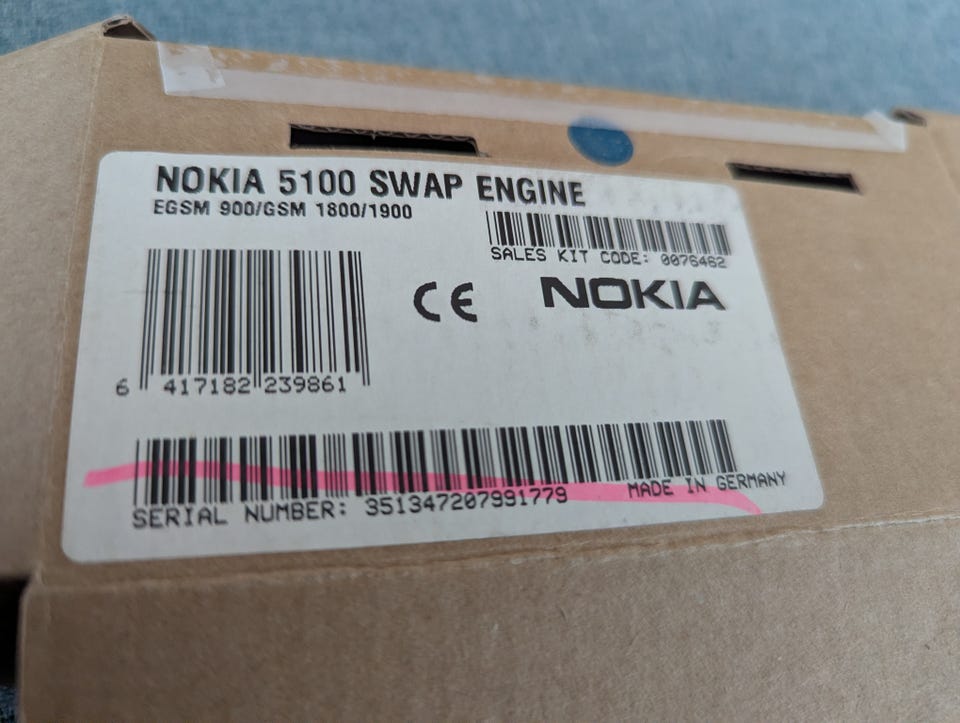 NOKIA 5100 SWAP ENGINE
EGSM 900/GSM 1800/1900
SALES KIT CODE: 0076462
CE NOKIA
6 417182 239861
MADE IN GERMANY
SERIAL NUMBER: 351347207991779